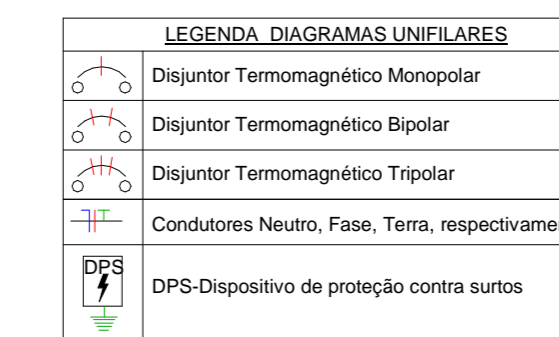 LEGENDA DIAGRAMAS UNIFILARES
Disjuntor Termomagnético Monopolar
Disjuntor Termomagnético Bipolar
Disjuntor Termomagnético Tripolar
Condutores Neutro, Fase, Terra, respectivame
DPS
DPS-Dispositivo de proteção contra surtos